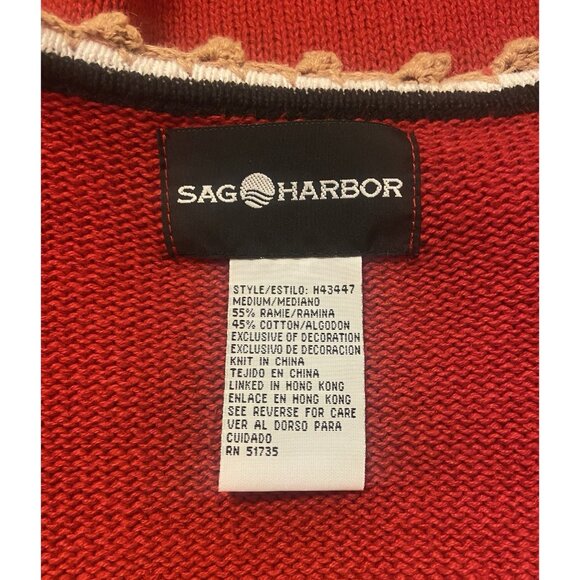 SAG HARBOR
STYLE/ESTILO: H43447
MEDIUM/MEDIANO
55% RAMIE/RAMINA
45% COTTON/ALGODON
EXCLUSIVE OF DECORATION
EXCLUSIVO DE DECORACION
KNIT IN CHINA
TEJIDO EN CHINA
LINKED IN HONG KONG
ENLACE EN HONG KONG
SEE REVERSE FOR CARE
VER AL DORSO PARA
CUIDADO
RN 51735